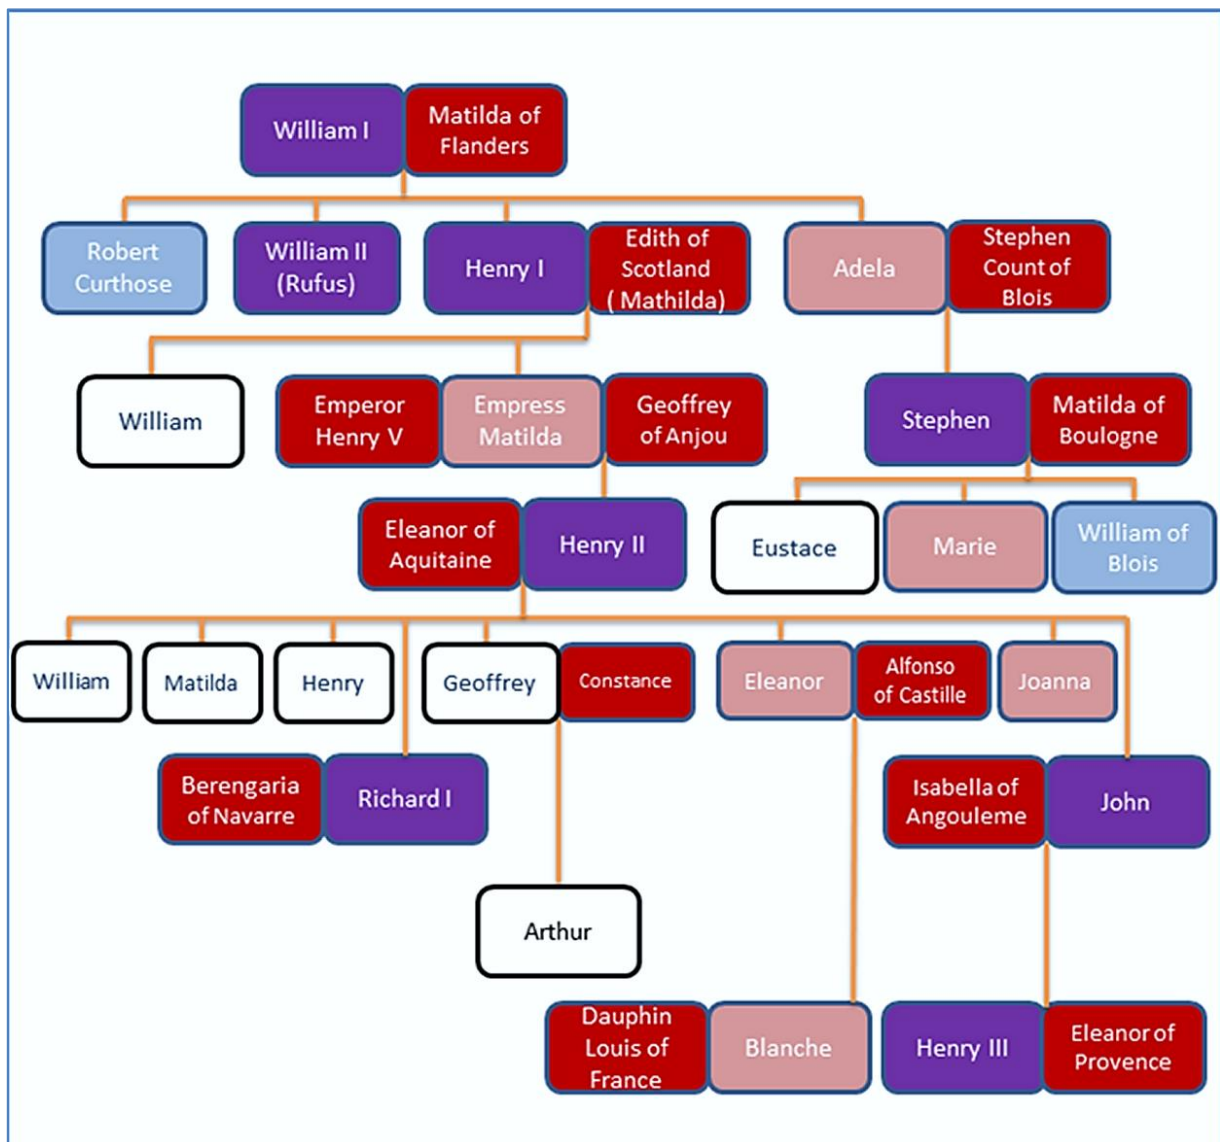 William I
Matilda of
Flanders
Robert
Curthose
William II
(Rufus)
Henry I
Edith of
Scotland
( Mathilda)
Adela
Stephen
Count of
Blois
William
Emperor
Henry V
Empress
Matilda
Geoffrey
of Anjou
Stephen
Matilda of
Boulogne
Eleanor of
Aquitaine
Henry II
Eustace
Marie
William of
Blois
William
Matilda
Henry
Geoffrey
Constance
Eleanor
Alfonso
of Castille
Joanna
Berengaria
of Navarre
Richard I
Isabella of
Angouleme
John
Arthur
Dauphin
Louis of
France
Blanche
Henry III
Eleanor of
Provence